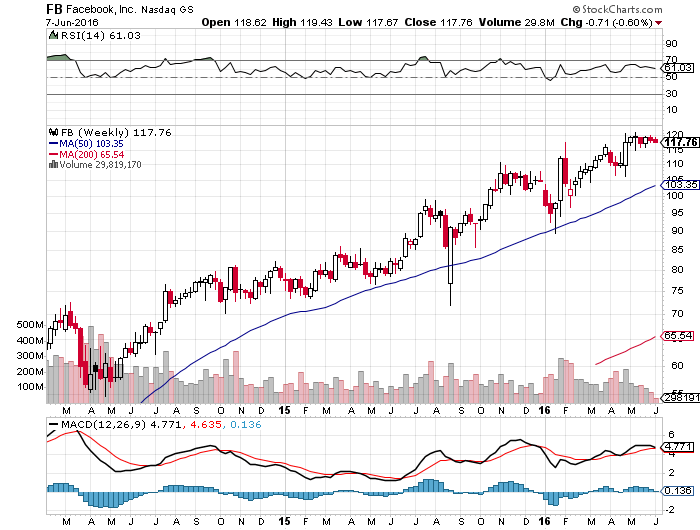 FB Facebook, Inc. Nasdaq GS © StockCharts.com
7-Jun-2016 Open 118.62 High 119.43 Low 117.67 Close 117.76 Volume 29.8M Chg -0.71 (-0.60%)
RSI(14) 61.03
90
70
61.03
50
30
10
FB (Weekly) 117.76
MA(50) 103.35
MA(200) 65.54
Volume 29,819,170
120
117.76
115
110
105
103.35
100
95
90
85
80
75
70
65.54
60
55
500M
400M
300M
200M
100M
298191
M A M J J A S O N D 15 F M A M J J A S O N D 16 F M A M J
MACD(12,26,9) 4.771, 4.635, 0.136
6
4.771
4
2
0.136
-2
M A M J J A S O N D 15 F M A M J J A S O N D 16 F M A M J